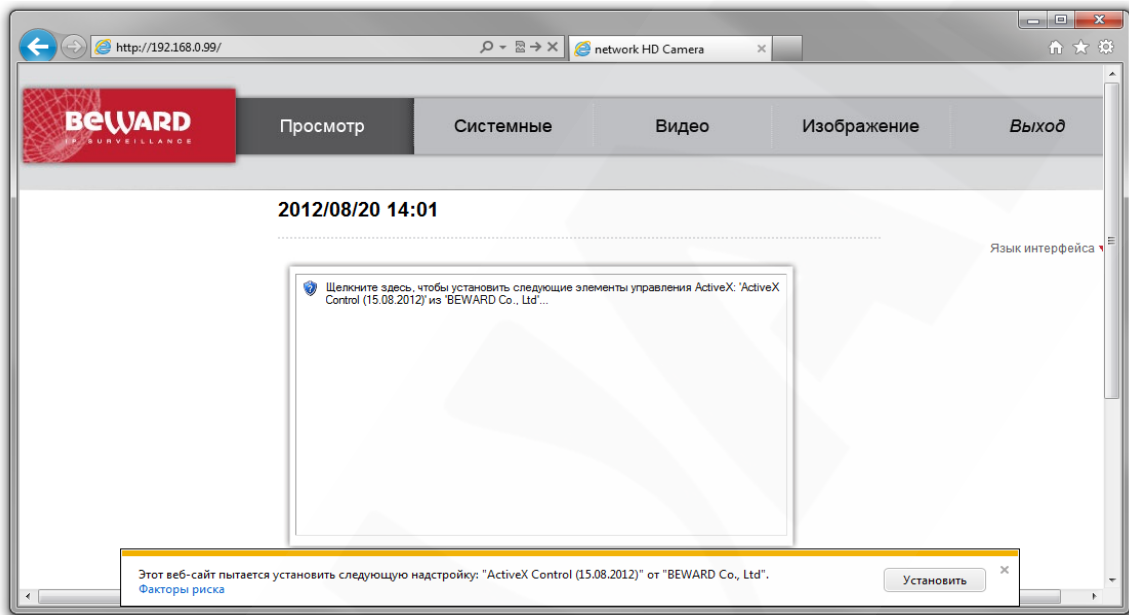 http://192.168.0.99/
network HD Camera
BEWARD
IP SURVEILLANCE
Просмотр
Системные
Видео
Изображение
Выход
2012/08/20 14:01
Язык интерфейса
Щелкните здесь, чтобы установить следующие элементы управления ActiveX: 'ActiveX
Control (15.08.2012)' из 'BEWARD Co., Ltd'...
Этот веб-сайт пытается установить следующую надстройку: "ActiveX Control (15.08.2012)" от "BEWARD Co., Ltd".
Факторы риска
Установить